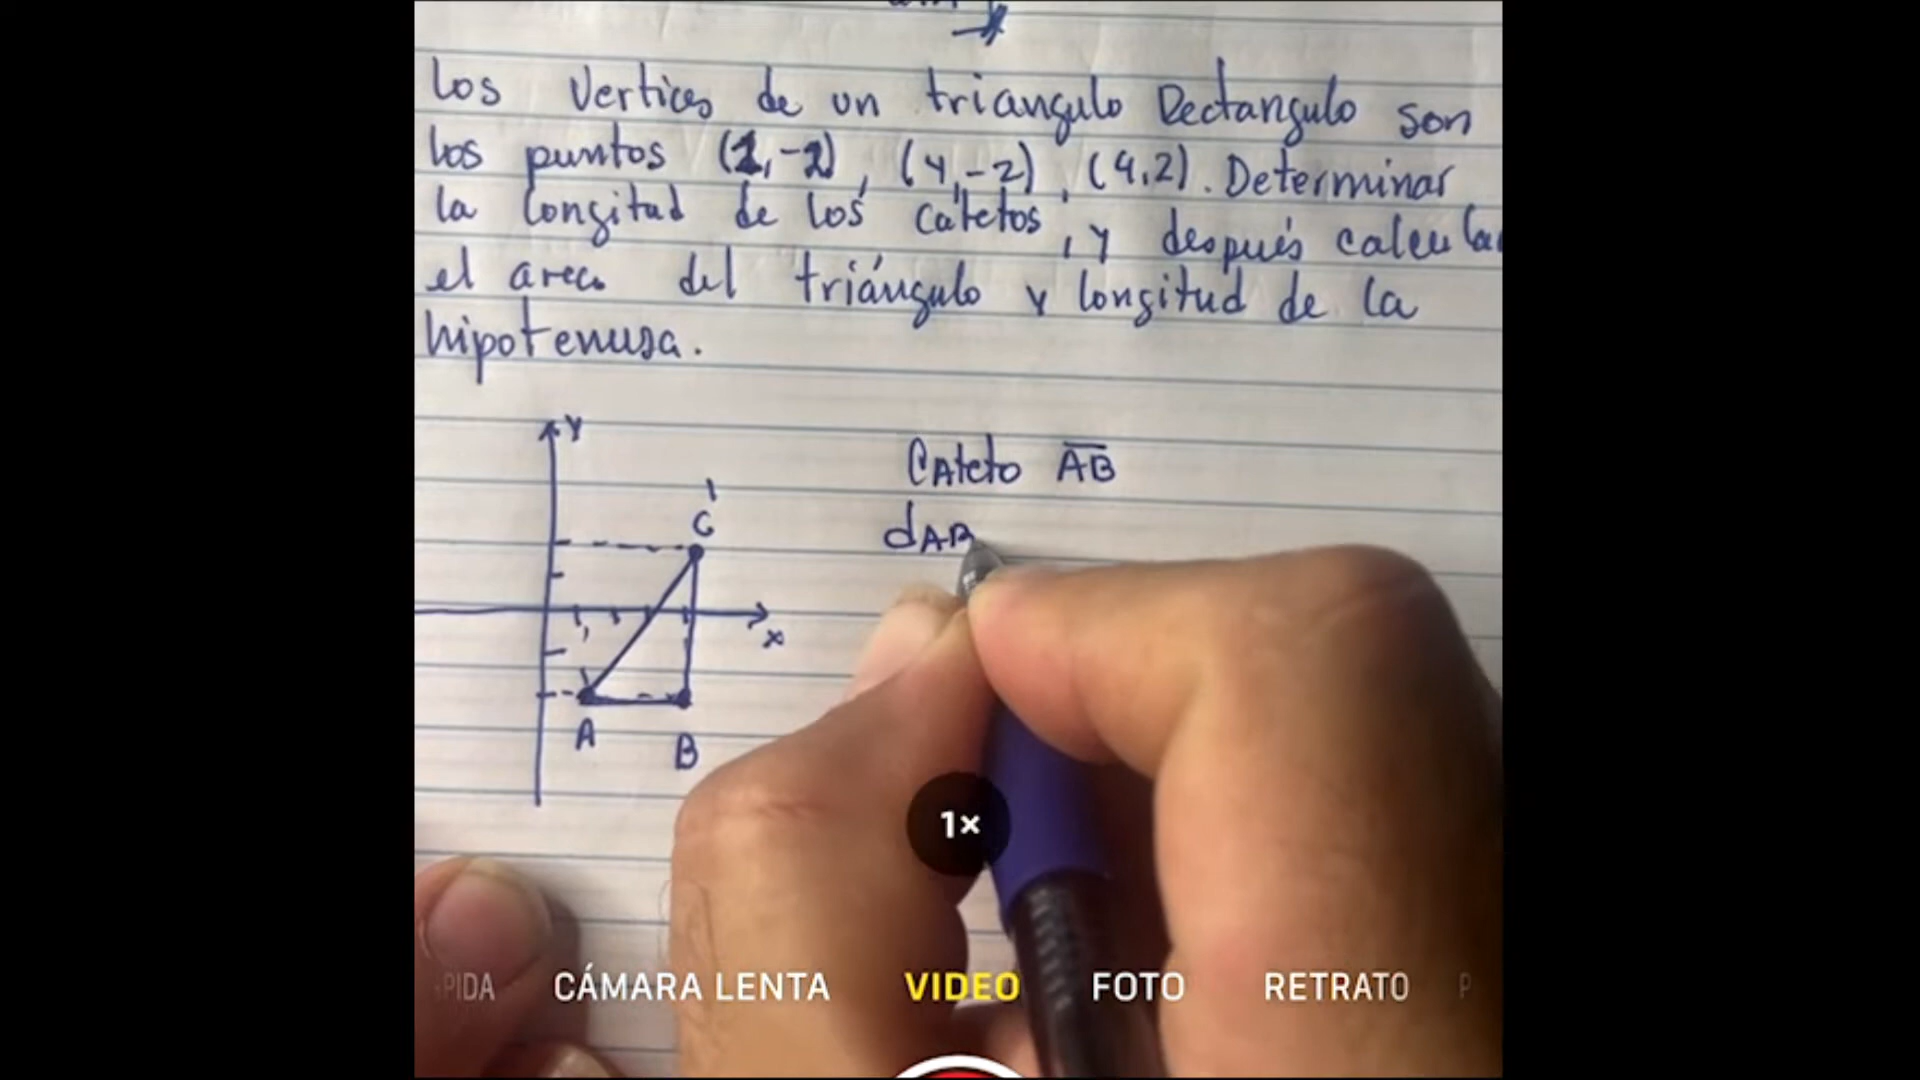 los Vertices de un triangulo Rectangulo son
los puntos (1,-2), (4,-2), (4,2). Determinar
la longitud de los catetos, y después calcular
el area del triángulo y longitud de la
hipotenusa.
y
Cateto AB
dAB
C
x
A
B
1×
PIDA CÁMARA LENTA VIDEO FOTO RETRATO P